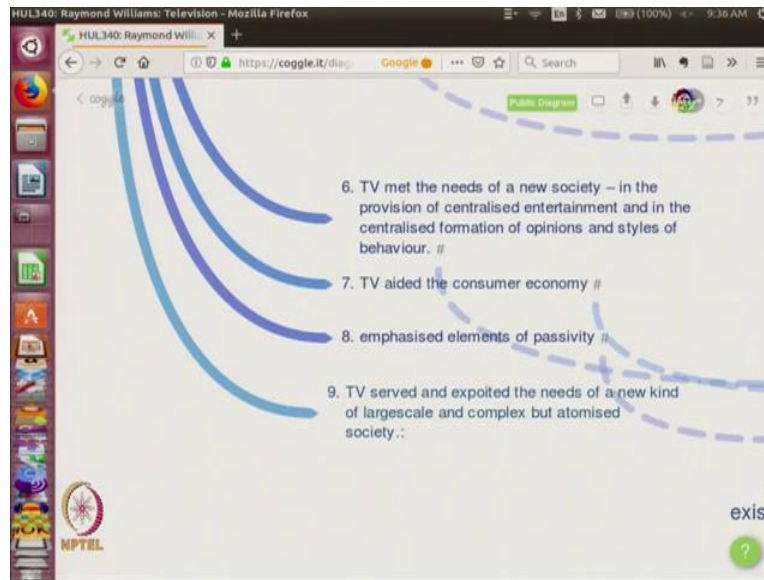 HUL340: Raymond Williams: Television - Mozilla Firefox
En
(100%)
9:36 AM
HUL340: Raymond Willi
https://coggle.it/diag
Google
Search
coggle
Public Diagram
6. TV met the needs of a new society – in the
provision of centralised entertainment and in the
centralised formation of opinions and styles of
behaviour. #
7. TV aided the consumer economy #
8. emphasised elements of passivity #
9. TV served and expoited the needs of a new kind
of largescale and complex but atomised
society.:
exis
?
NPTEL